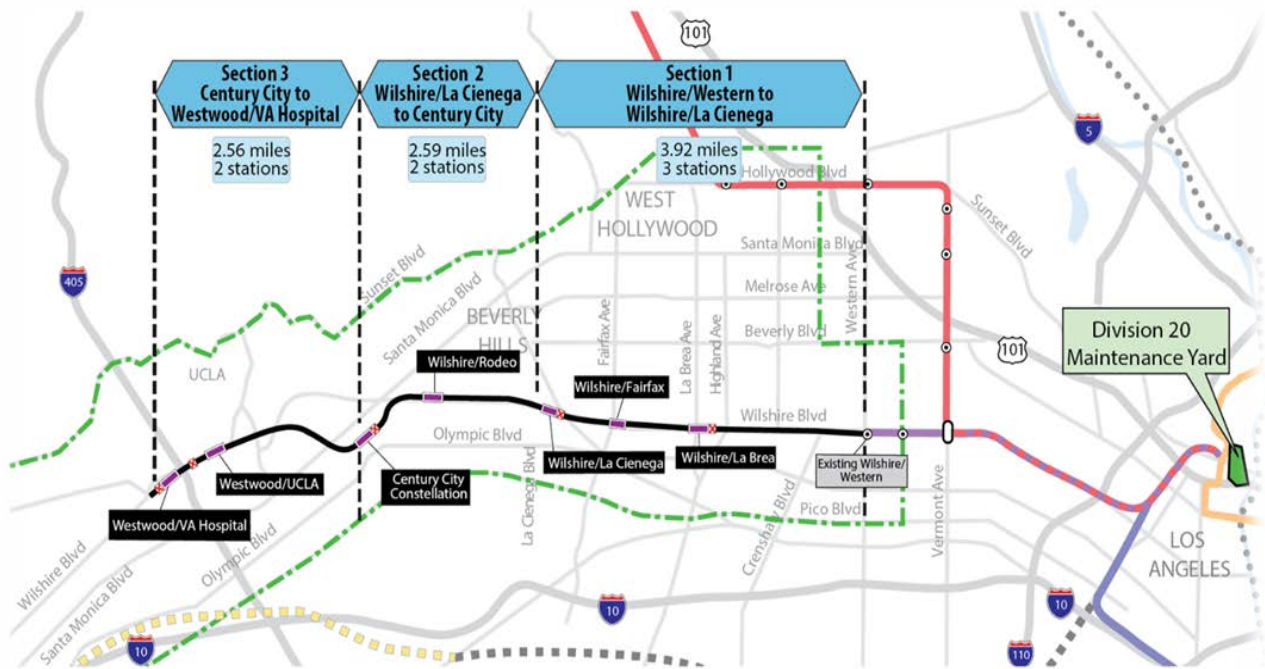 101
Section 3
Century City to
Westwood/VA Hospital
Section 2
Wilshire/La Cienega
to Century City
Section 1
Wilshire/Western to
Wilshire/La Cienega
2.56 miles
2 stations
2.59 miles
2 stations
3.92 miles
3 stations
5
Hollywood Blvd
WEST
HOLLYWOOD
Sunset Blvd
Santa Monica Blvd
Sunset Blvd
405
Santa Monica Blvd
Melrose Ave
Western Ave
BEVERLY
HILLS
Fairfax Ave
La Brea Ave
Highland Ave
Beverly Blvd
101
Division 20
Maintenance Yard
UCLA
Wilshire/Rodeo
Wilshire/Fairfax
Wilshire Blvd
Olympic Blvd
Wilshire/La Cienega
Wilshire/La Brea
Existing Wilshire/
Western
Westwood/UCLA
Century City
Constellation
La Cienega Blvd
Crenshaw Blvd
Vermont Ave
Pico Blvd
Westwood/VA Hospital
Wilshire Blvd
Santa Monica Blvd
Olympic Blvd
LOS
ANGELES
10
10
10
110